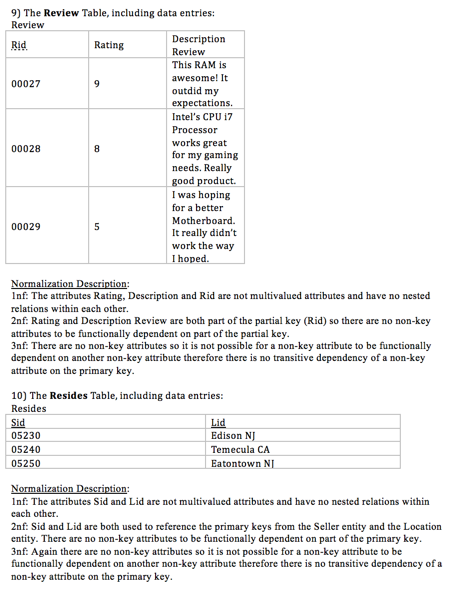 9) The Review Table, including data entries:
Review
Rid Rating Description
Review
00027 9 This RAM is
awesome! It
outdid my
expectations.
00028 8 Intel's CPU i7
Processor
works great
for my gaming
needs. Really
good product.
00029 5 I was hoping
for a better
Motherboard.
It really didn't
work the way
I hoped.
Normalization Description:
1nf: The attributes Rating, Description and Rid are not multivalued attributes and have no nested
relations within each other.
2nf: Rating and Description Review are both part of the partial key (Rid) so there are no non-key
attributes to be functionally dependent on part of the partial key.
3nf: There are no non-key attributes so it is not possible for a non-key attribute to be functionally
dependent on another non-key attribute therefore there is no transitive dependency of a non-key
attribute on the primary key.
10) The Resides Table, including data entries:
Resides
Sid Lid
05230 Edison NJ
05240 Temecula CA
05250 Eatontown NJ
Normalization Description:
1nf: The attributes Sid and Lid are not multivalued attributes and have no nested relations within
each other.
2nf: Sid and Lid are both used to reference the primary keys from the Seller entity and the Location
entity. There are no non-key attributes to be functionally dependent on part of the primary key.
3nf: Again there are no non-key attributes so it is not possible for a non-key attribute to be
functionally dependent on another non-key attribute therefore there is no transitive dependency of a
non-key attribute on the primary key.